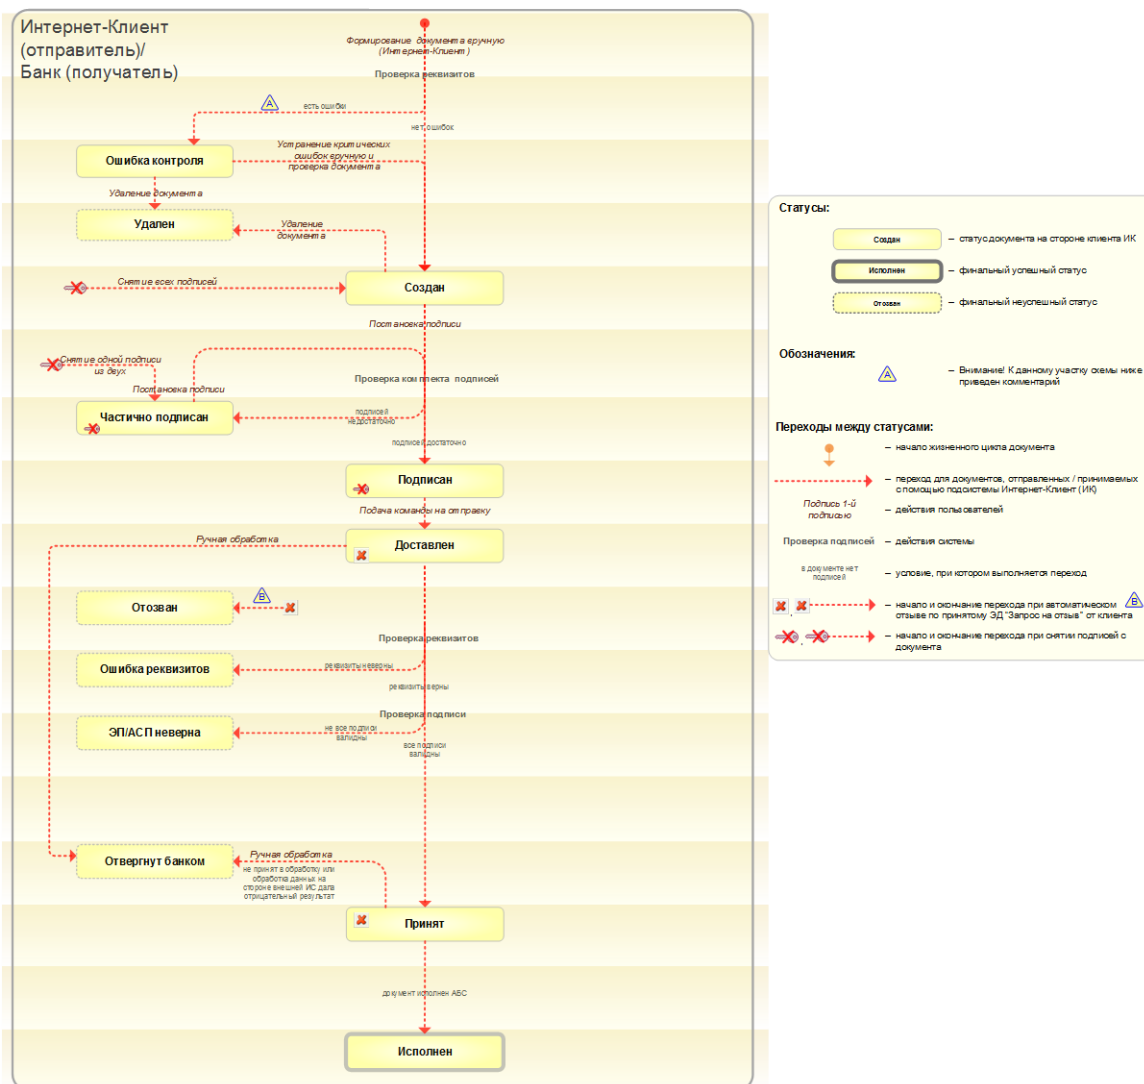 Интернет-Клиент
(отправитель)/
Банк (получатель)
Формирование документа вручную
(Интернет-Клиент)
Проверка реквизитов
есть ошибки
нет ошибок
Ошибка контроля
Устранение критических
ошибок вручную и
проверка документа
Удаление документа
Удален
Удаление
документа
Снятие всех подписей
Создан
Постановка подписи
Снятие одной подписи
из двух
Проверка комплекта подписей
Постановка подписи
Частично подписан
подписей
недостаточно
подписей достаточно
Подписан
Подача команды на отправку
Ручная обработка
Доставлен
Отозван
B
Проверка реквизитов
Ошибка реквизитов
реквизиты неверны
реквизиты верны
Проверка подписи
ЭП/АСП неверна
не все подписи
валидны
все подписи
валидны
Отвергнут банком
Ручная обработка
не принят в обработку или
обработка данных на
стороне внешней ИС дала
отрицательный результат
Принят
документ исполнен АБС
Исполнен
Статусы:
Создан
– статус документа на стороне клиента ИК
Исполнен
– финальный успешный статус
Отозван
– финальный неуспешный статус
Обозначения:
A
– Внимание! К данному участку схемы ниже
приведен комментарий
Переходы между статусами:
– начало жизненного цикла документа
– переход для документов, отправленных / принимаемых
с помощью подсистемы Интернет-Клиент (ИК)
Подпись 1-й
подписью
– действия пользователей
Проверка подписей
– действия системы
в документе нет
подписей
– условие, при котором выполняется переход
– начало и окончание перехода при автоматическом
отзыве по принятому ЭД "Запрос на отзыв" от клиента
B
– начало и окончание перехода при снятии подписей с
документа
A